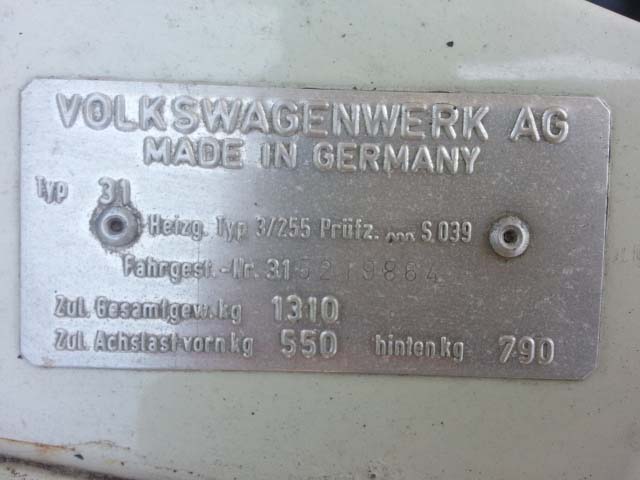 VOLKSWAGENWERK AG
MADE IN GERMANY
Typ 31
Heizg. Typ 3/255 Prüfz. ᨓ S 039
Fahrgest.-Nr. 315219884
Zul. Gesamtgew. kg 1310
Zul. Achslast vorn kg 550 hinten kg 790